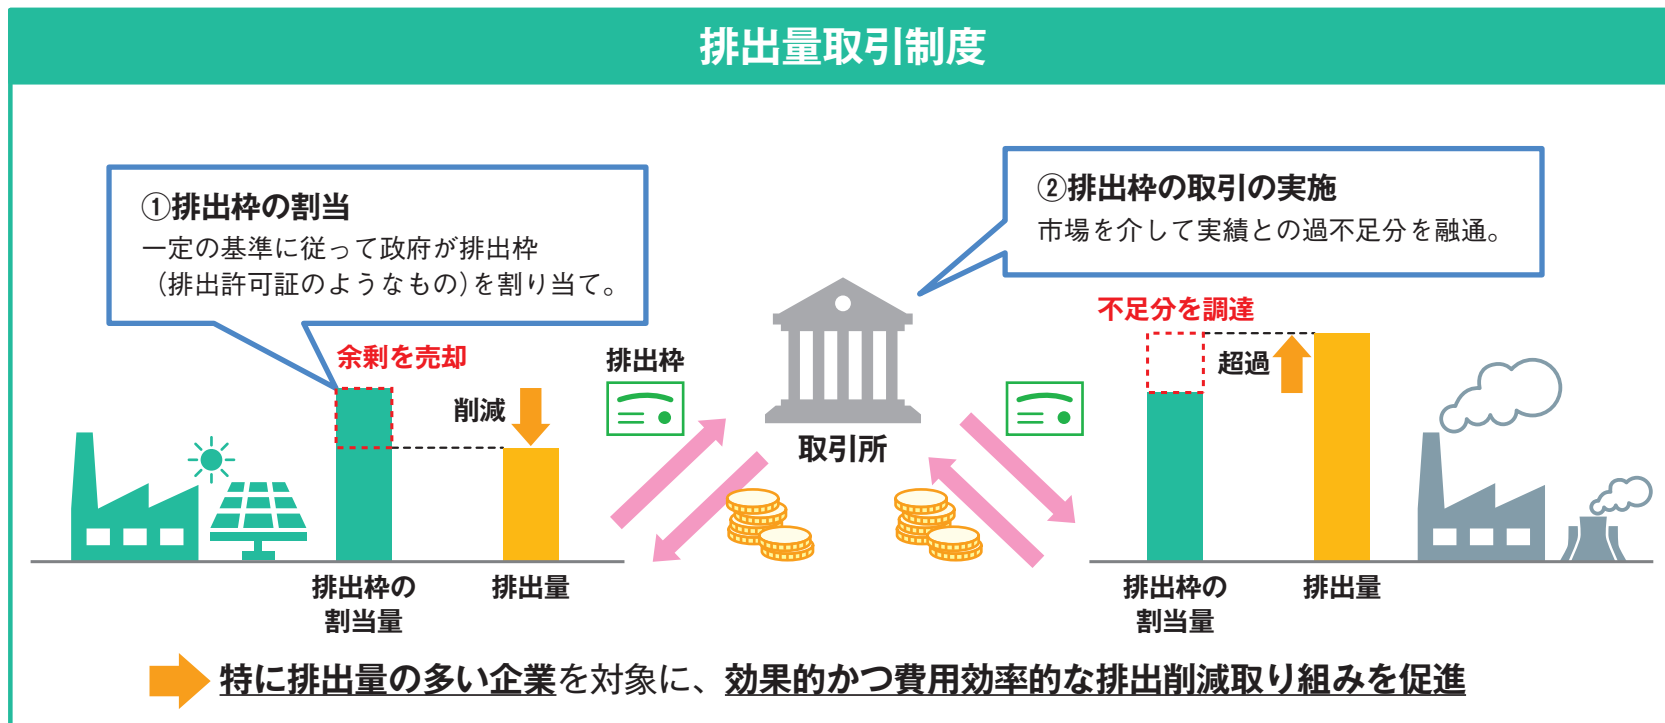 排出量取引制度
①排出枠の割当
一定の基準に従って政府が排出枠
（排出許可証のようなもの）を割り当て。
②排出枠の取引の実施
市場を介して実績との過不足分を融通。
余剰を売却
削減
排出枠
取引所
不足分を調達
超過
排出枠の
割当量
排出量
排出枠の
割当量
排出量
特に排出量の多い企業を対象に、効果的かつ費用効率的な排出削減取り組みを促進